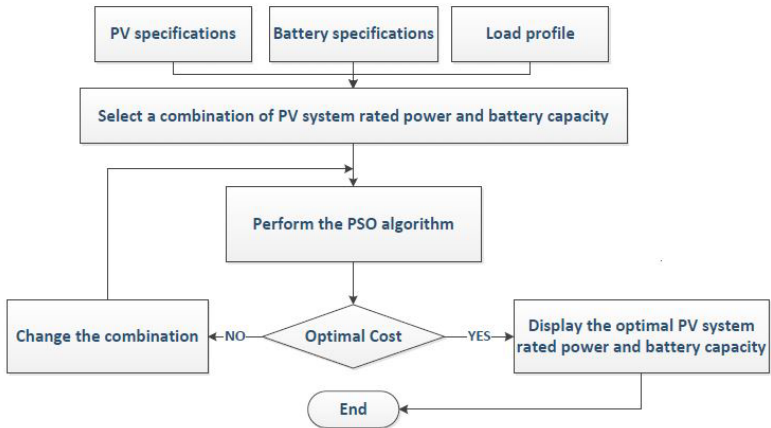 PV specifications
Battery specifications
Load profile
Select a combination of PV system rated power and battery capacity
Perform the PSO algorithm
Change the combination
NO
Optimal Cost
YES
Display the optimal PV system
rated power and battery capacity
End